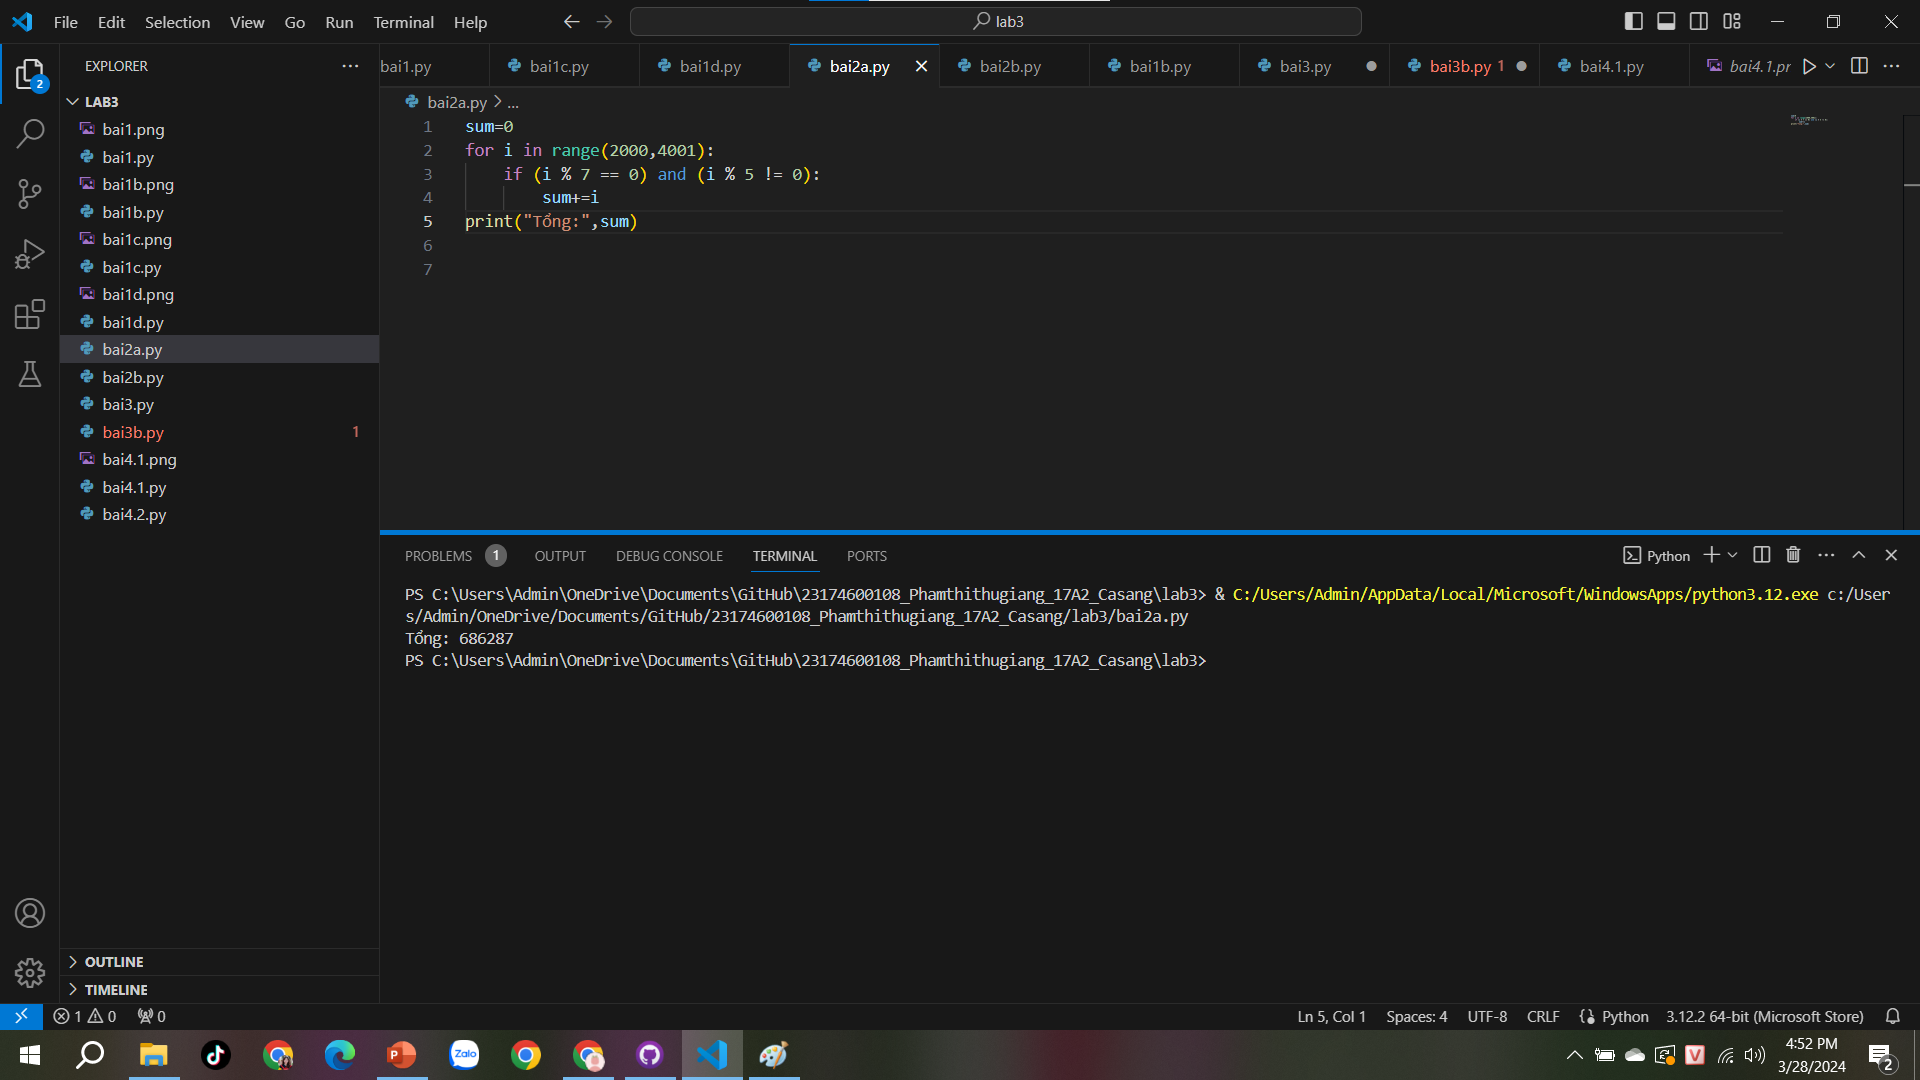 File Edit Selection View Go Run Terminal Help
lab3
EXPLORER
bai1.py
bai1c.py
bai1d.py
bai2a.py
bai2b.py
bai1b.py
bai3.py
bai3b.py 1
bai4.1.py
bai4.1.pr
2
LAB3
bai1.png
bai1.py
bai1b.png
bai1b.py
bai1c.png
bai1c.py
bai1d.png
bai1d.py
bai2a.py
bai2b.py
bai3.py
bai3b.py 1
bai4.1.png
bai4.1.py
bai4.2.py
OUTLINE
TIMELINE
bai2a.py > ...
1 sum=0
2 for i in range(2000,4001):
3 if (i % 7 == 0) and (i % 5 != 0):
4 sum+=i
5 print("Tổng:",sum)
6
7
PROBLEMS 1 OUTPUT DEBUG CONSOLE TERMINAL PORTS
Python
PS C:\Users\Admin\OneDrive\Documents\GitHub\23174600108_Phamthithugiang_17A2_Casang\lab3> & C:/Users/Admin/AppData/Local/Microsoft/WindowsApps/python3.12.exe c:/User
s/Admin/OneDrive/Documents/GitHub/23174600108_Phamthithugiang_17A2_Casang/lab3/bai2a.py
Tổng: 686287
PS C:\Users\Admin\OneDrive\Documents\GitHub\23174600108_Phamthithugiang_17A2_Casang\lab3>
1 0 0
Ln 5, Col 1 Spaces: 4 UTF-8 CRLF Python 3.12.2 64-bit (Microsoft Store)
Zalo
V
4:52 PM
3/28/2024
2